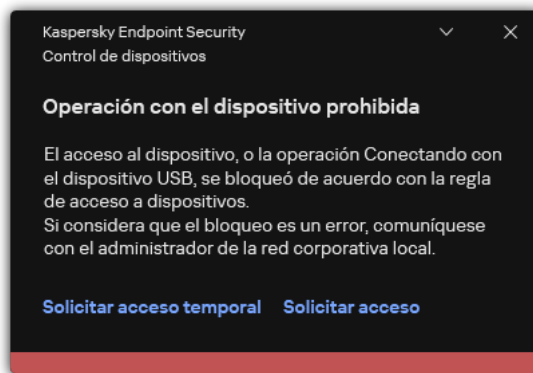 Kaspersky Endpoint Security
Control de dispositivos
Operación con el dispositivo prohibida
El acceso al dispositivo, o la operación Conectando con
el dispositivo USB, se bloqueó de acuerdo con la regla
de acceso a dispositivos.
Si considera que el bloqueo es un error, comuníquese
con el administrador de la red corporativa local.
Solicitar acceso temporal Solicitar acceso